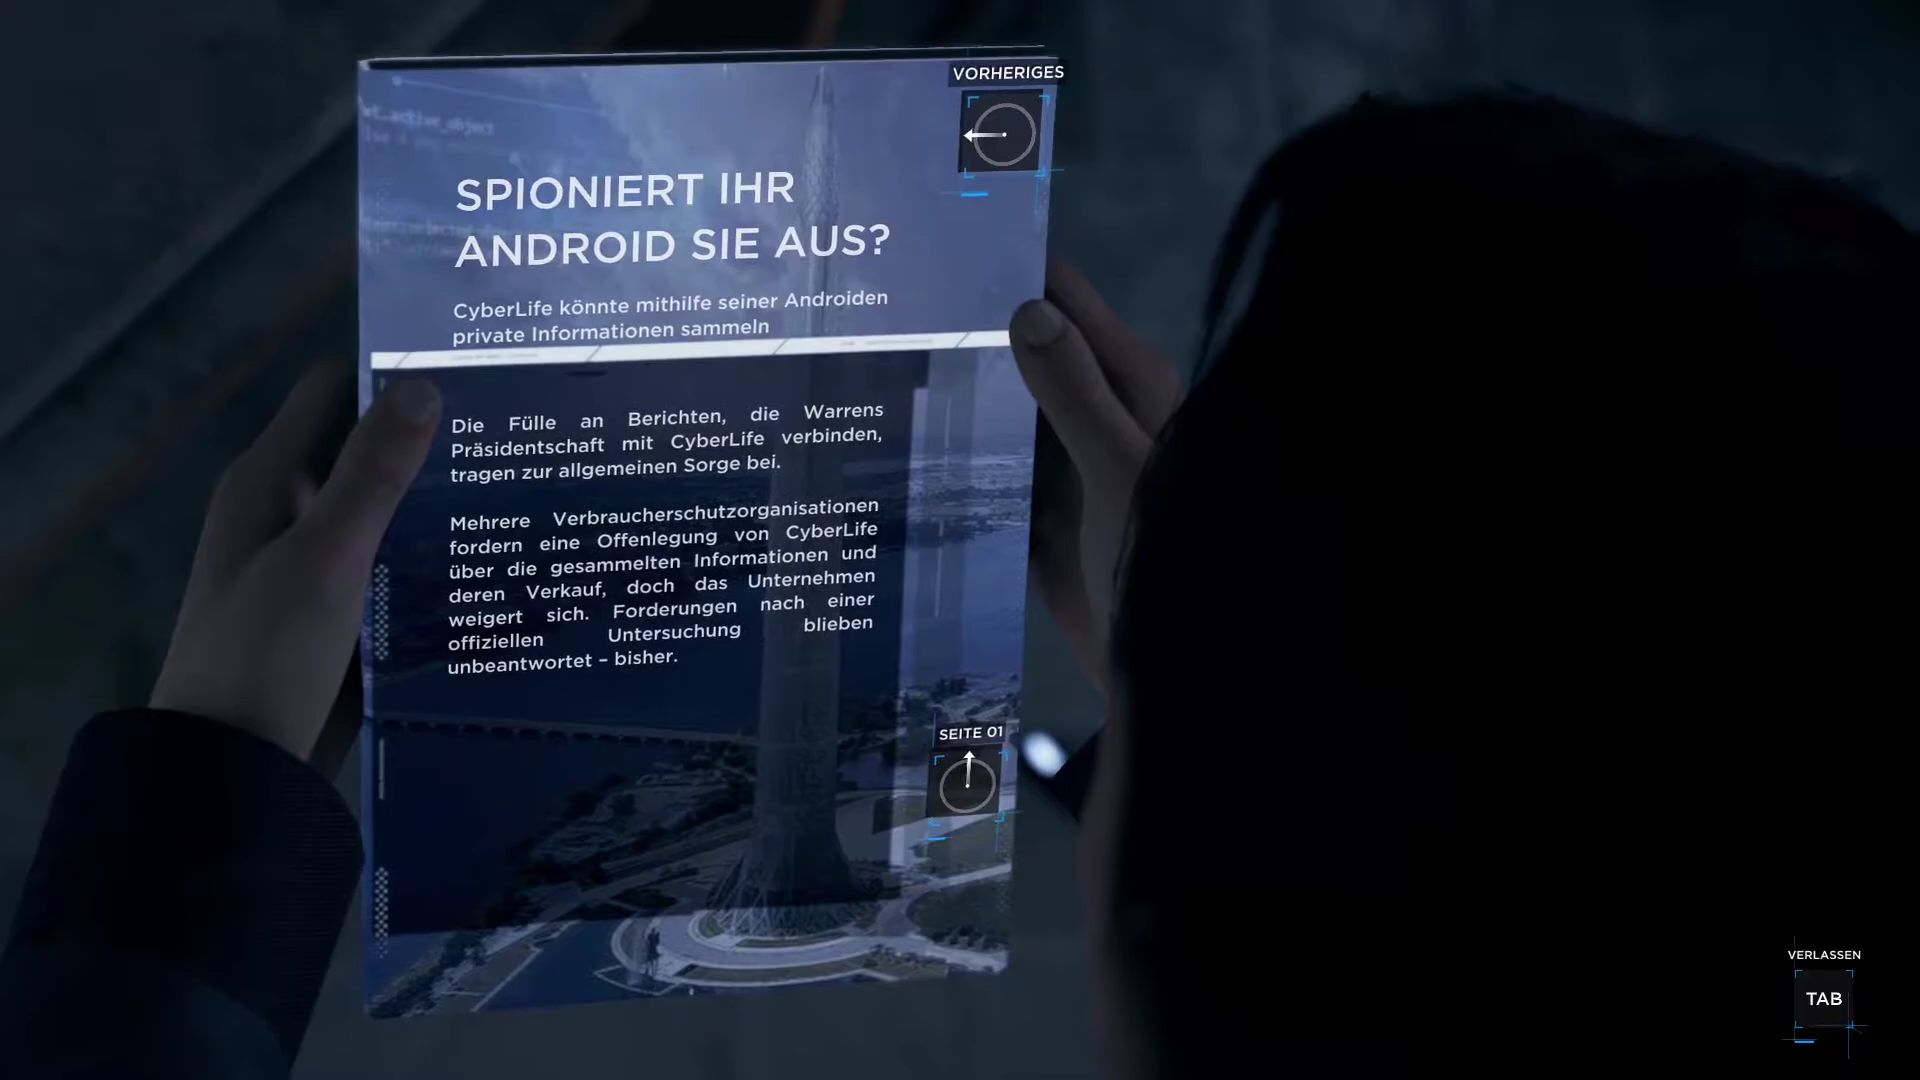 VORHERIGES
SPIONIERT IHR
ANDROID SIE AUS?
CyberLife könnte mithilfe seiner Androiden
private Informationen sammeln
Die Fülle an Berichten, die Warrens
Präsidentschaft mit CyberLife verbinden,
tragen zur allgemeinen Sorge bei.
Mehrere Verbraucherschutzorganisationen
fordern eine Offenlegung von CyberLife
über die gesammelten Informationen und
deren Verkauf, doch das Unternehmen
weigert sich. Forderungen nach einer
offiziellen Untersuchung blieben
unbeantwortet – bisher.
SEITE 01
VERLASSEN
TAB